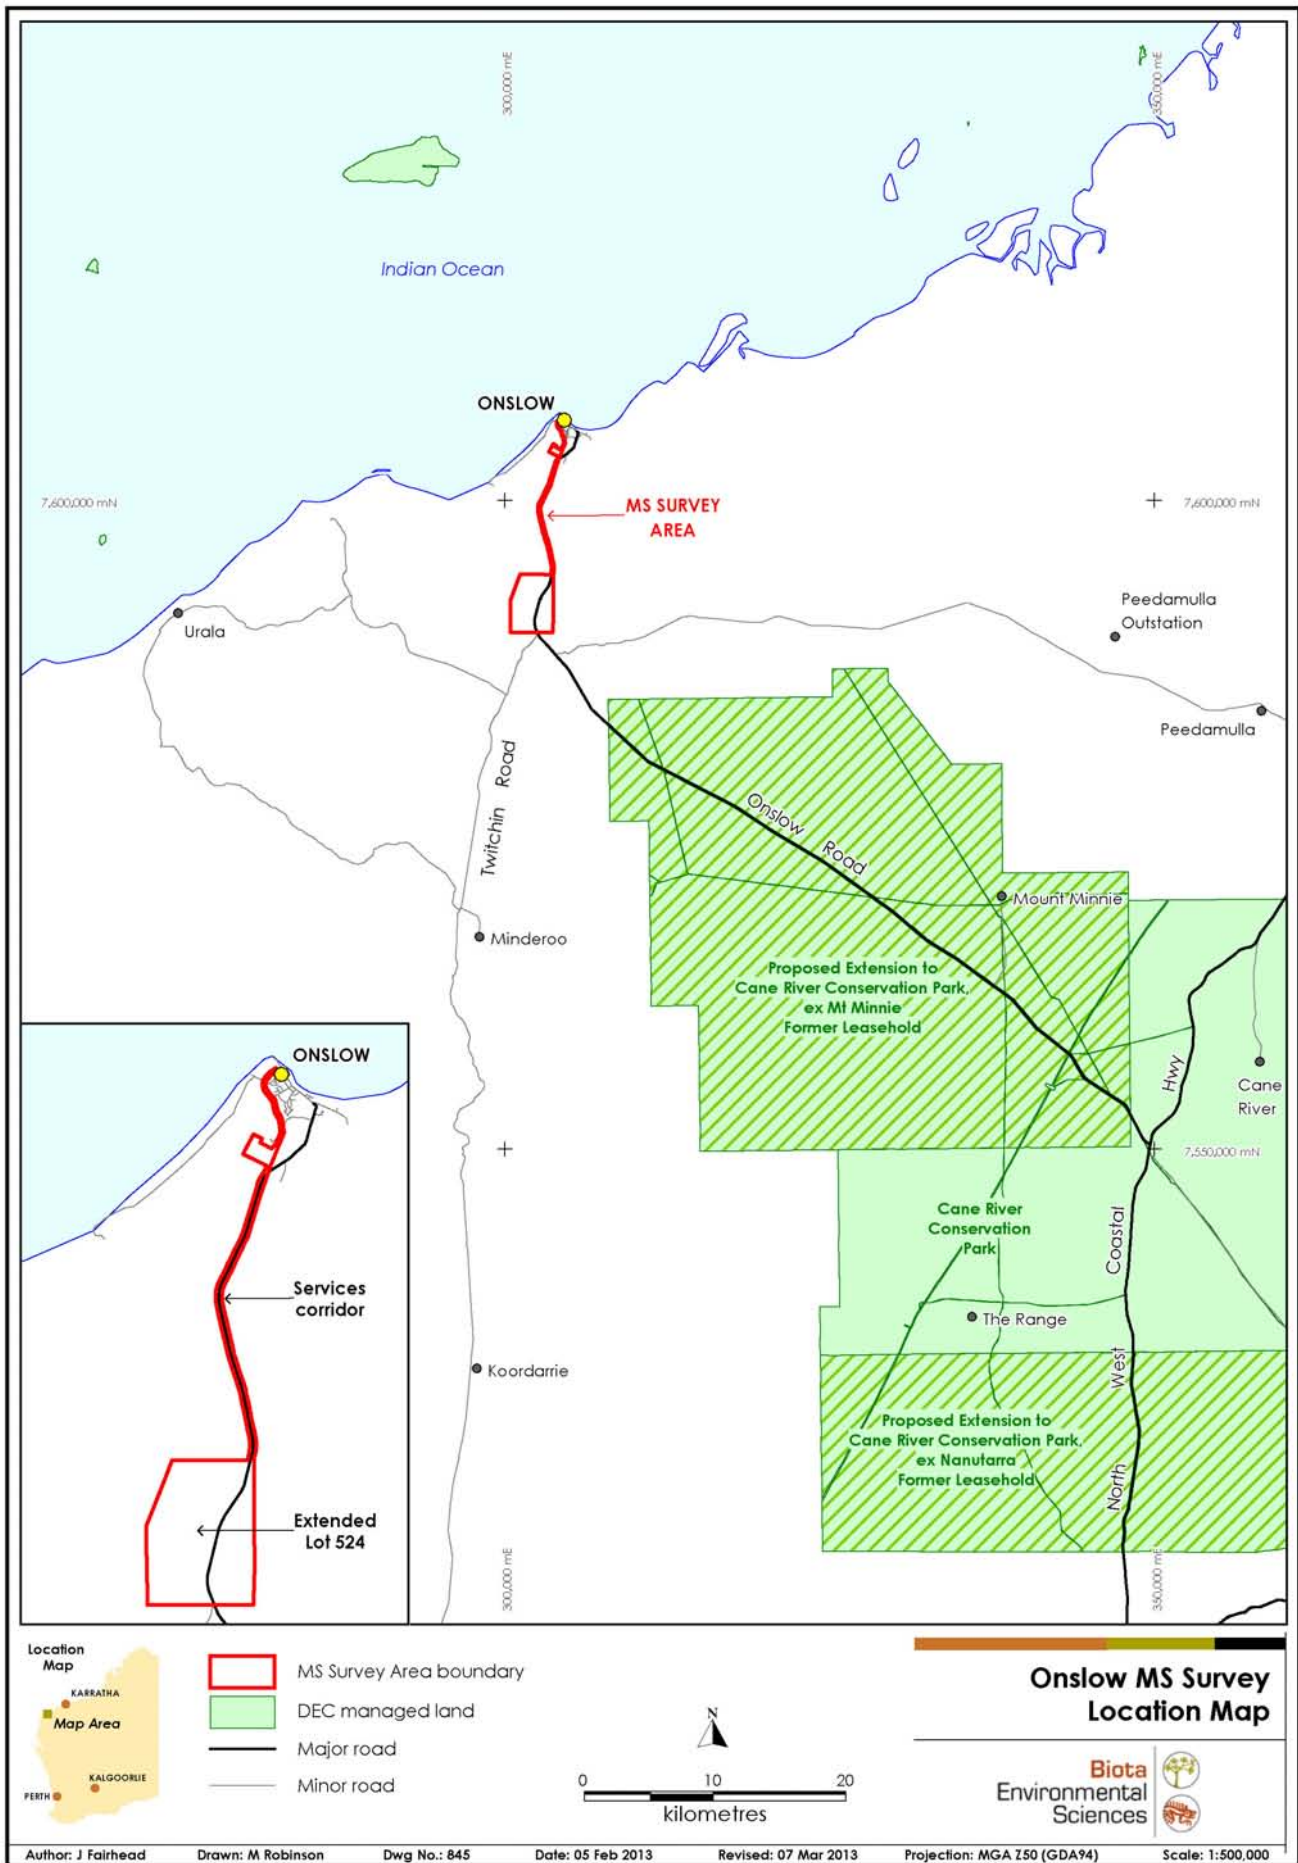 300,000 mE
350,000 mE
Indian Ocean
ONSLOW
7,600,000 mN
7,600,000 mN
MS SURVEY
AREA
Urala
Peedamulla
Outstation
Peedamulla
Twitchin Road
Onslow Road
Mount Minnie
Minderoo
Proposed Extension to
Cane River Conservation Park,
ex Mt Minnie
Former Leasehold
Cane
River
7,550,000 mN
Cane River
Conservation
Park
North West Coastal Hwy
The Range
Koordarrie
Proposed Extension to
Cane River Conservation Park,
ex Nanutarra
Former Leasehold
300,000 mE
350,000 mE
ONSLOW
Services
corridor
Extended
Lot 524
Location
Map
KARRATHA
Map Area
KALGOORLIE
PERTH
MS Survey Area boundary
DEC managed land
Major road
Minor road
N
0 10 20
kilometres
Onslow MS Survey
Location Map
Biota
Environmental
Sciences
Author: J Fairhead Drawn: M Robinson Dwg No.: 845 Date: 05 Feb 2013 Revised: 07 Mar 2013 Projection: MGA Z50 (GDA94) Scale: 1:500,000